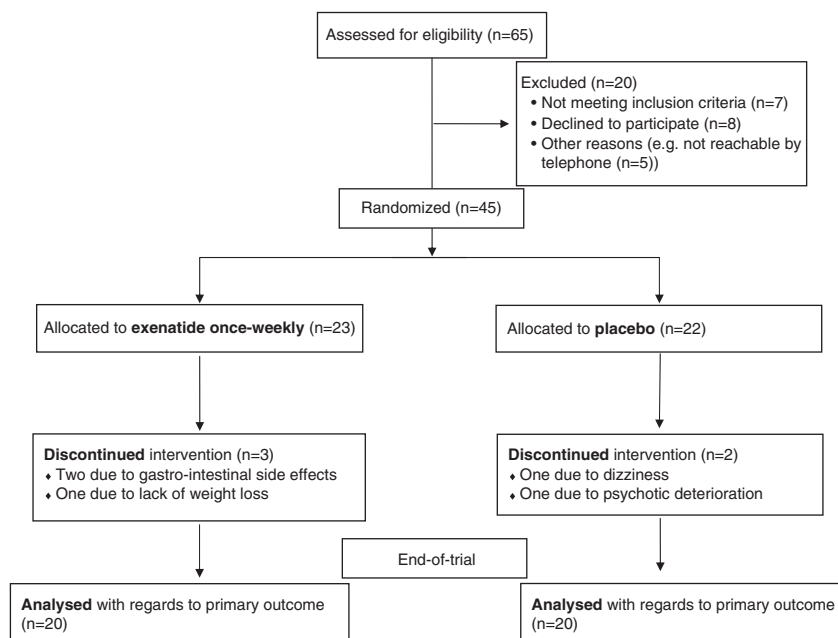 Assessed for eligibility (n=65)
Excluded (n=20)
• Not meeting inclusion criteria (n=7)
• Declined to participate (n=8)
• Other reasons (e.g. not reachable by
telephone (n=5))
Randomized (n=45)
Allocated to exenatide once-weekly (n=23)
Allocated to placebo (n=22)
Discontinued intervention (n=3)
♦ Two due to gastro-intestinal side effects
♦ One due to lack of weight loss
Discontinued intervention (n=2)
♦ One due to dizziness
♦ One due to psychotic deterioration
End-of-trial
Analysed with regards to primary outcome
(n=20)
Analysed with regards to primary outcome
(n=20)